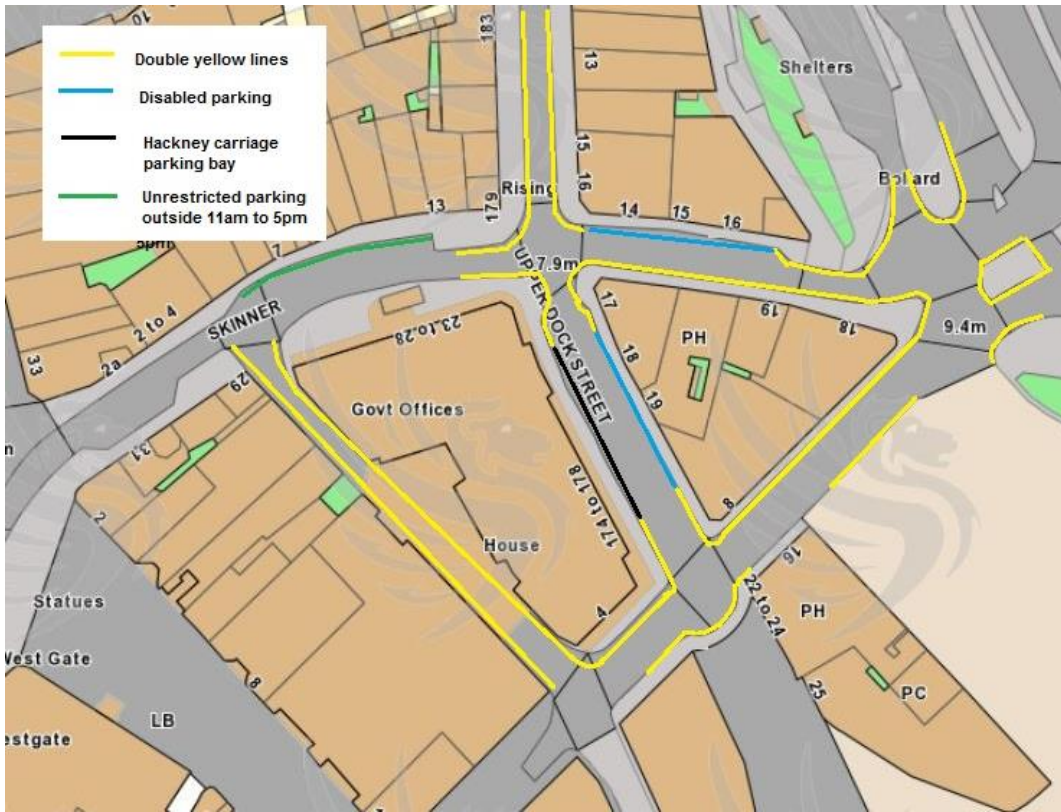 Double yellow lines
Disabled parking
Hackney carriage
parking bay
Unrestricted parking
outside 11am to 5pm
5pm
10
183
13
Shelters
15
16
Rising
179
13
14
15
16
Bollard
7
7.9m
UPPER DOCK STREET
SKINNER
2 to 4
2a
33
23 to 28
17
18
19
PH
19
18
9.4m
29
31
Govt Offices
174 to 178
House
4
8
2
16
22 to 24
PH
Statues
West Gate
8
LB
estgate
25
PC